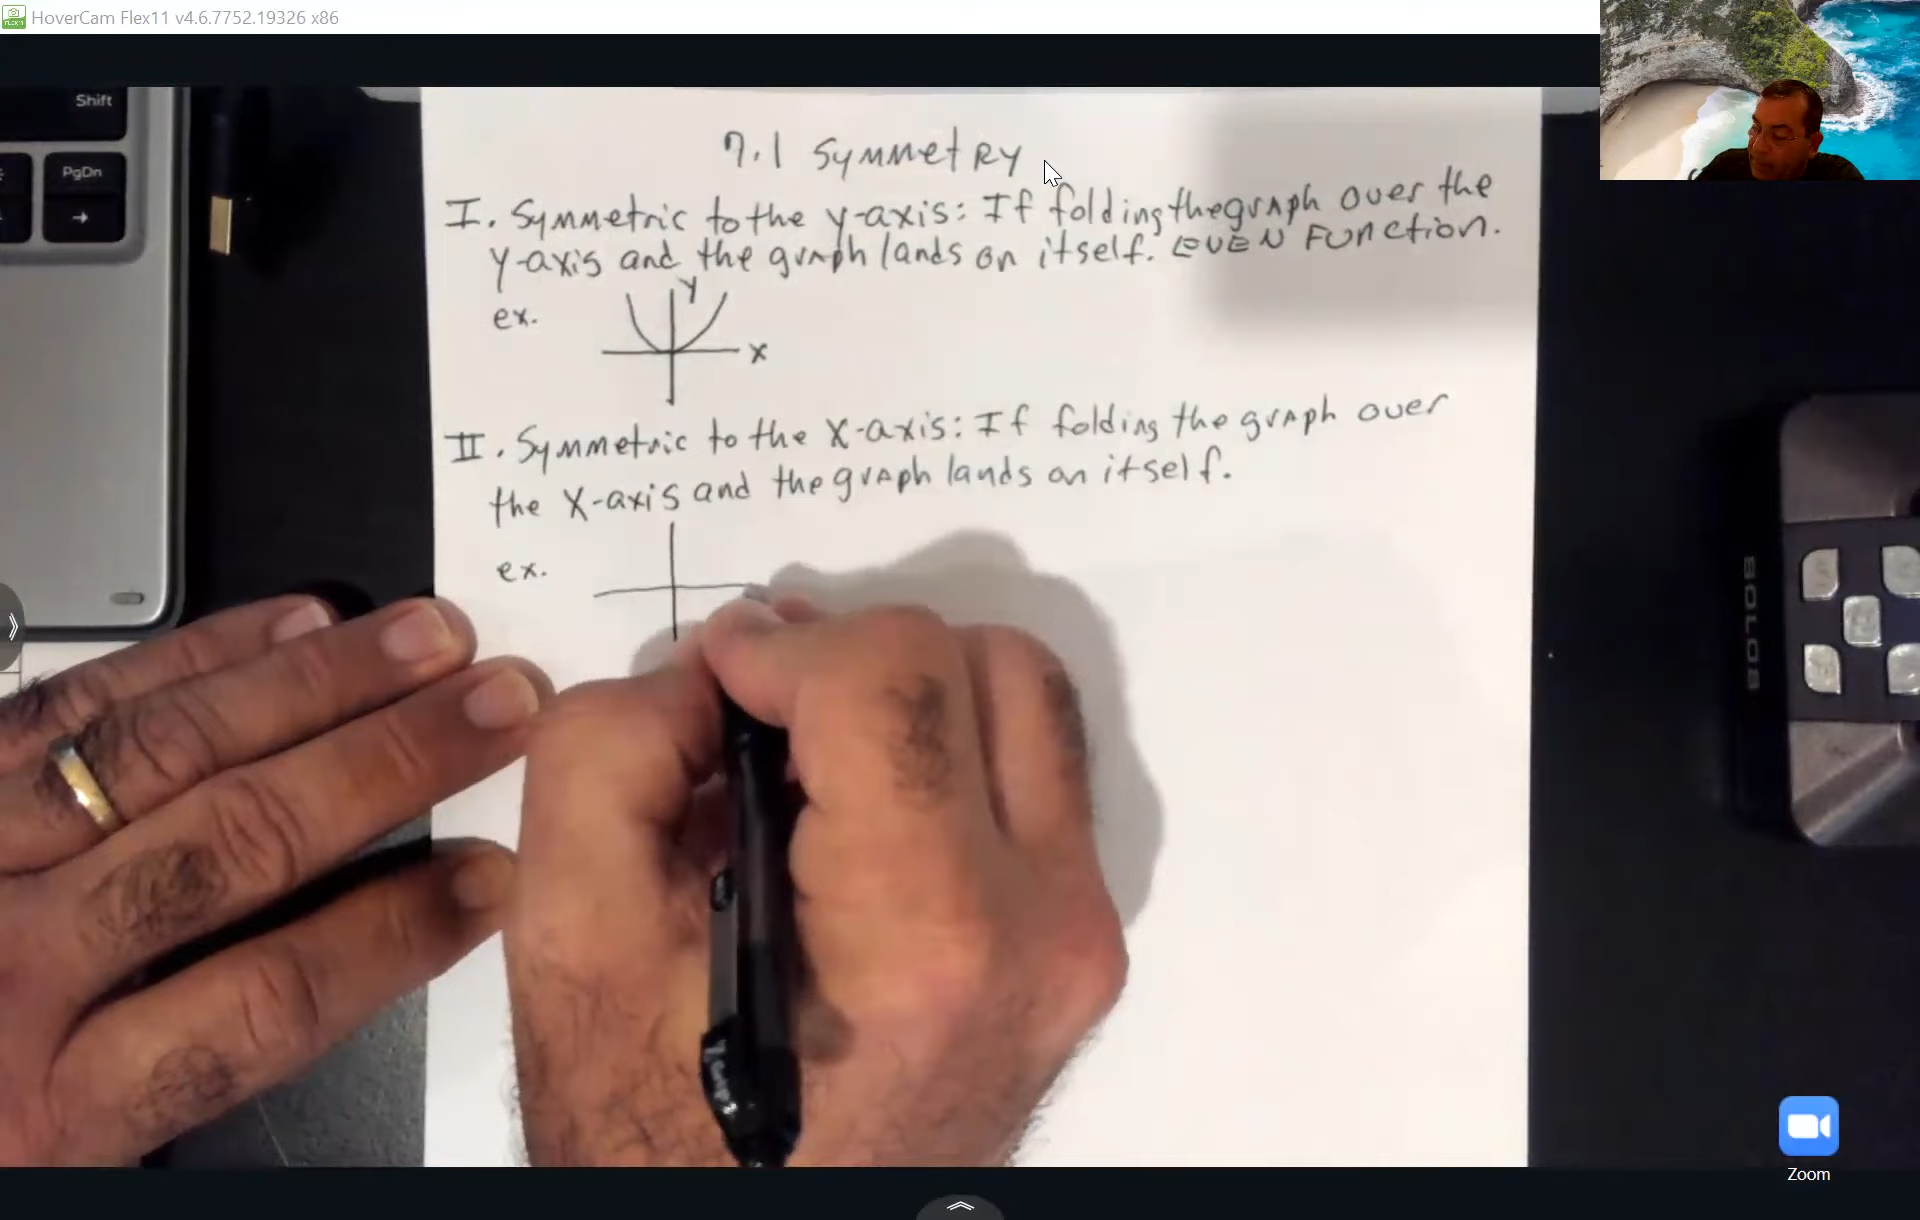 HoverCam Flex11 v4.6.7752.19326 x86
Shift
PgDn
7.1 Symmetry
I. Symmetric to the y-axis: If folding the graph over the
y-axis and the graph lands on itself. EVEN Function.
ex.
y
x
II. Symmetric to the x-axis: If folding the graph over
the x-axis and the graph lands on itself.
ex.
SOLO8
Zoom